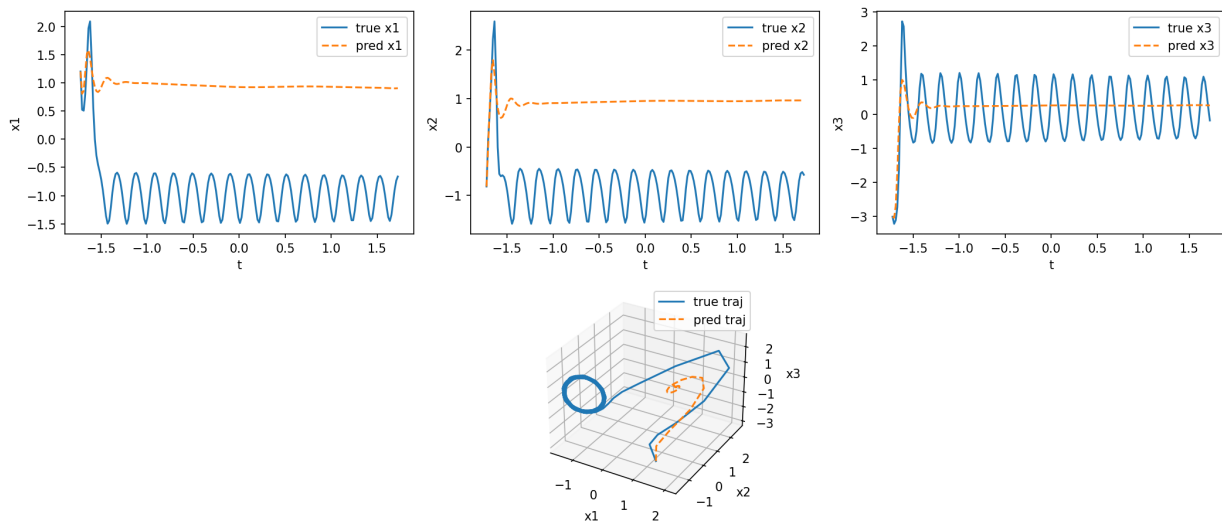 true x1
pred x1
2.0
1.5
1.0
0.5
0.0
−0.5
−1.0
−1.5
x1
−1.5 −1.0 −0.5 0.0 0.5 1.0 1.5
t
true x2
pred x2
2
1
0
−1
x2
−1.5 −1.0 −0.5 0.0 0.5 1.0 1.5
t
true x3
pred x3
3
2
1
0
−1
−2
−3
x3
−1.5 −1.0 −0.5 0.0 0.5 1.0 1.5
t
true traj
pred traj
2
1
0
−1
−2
−3
x3
−1 0 1 2
x1
−1 0 1 2
x2